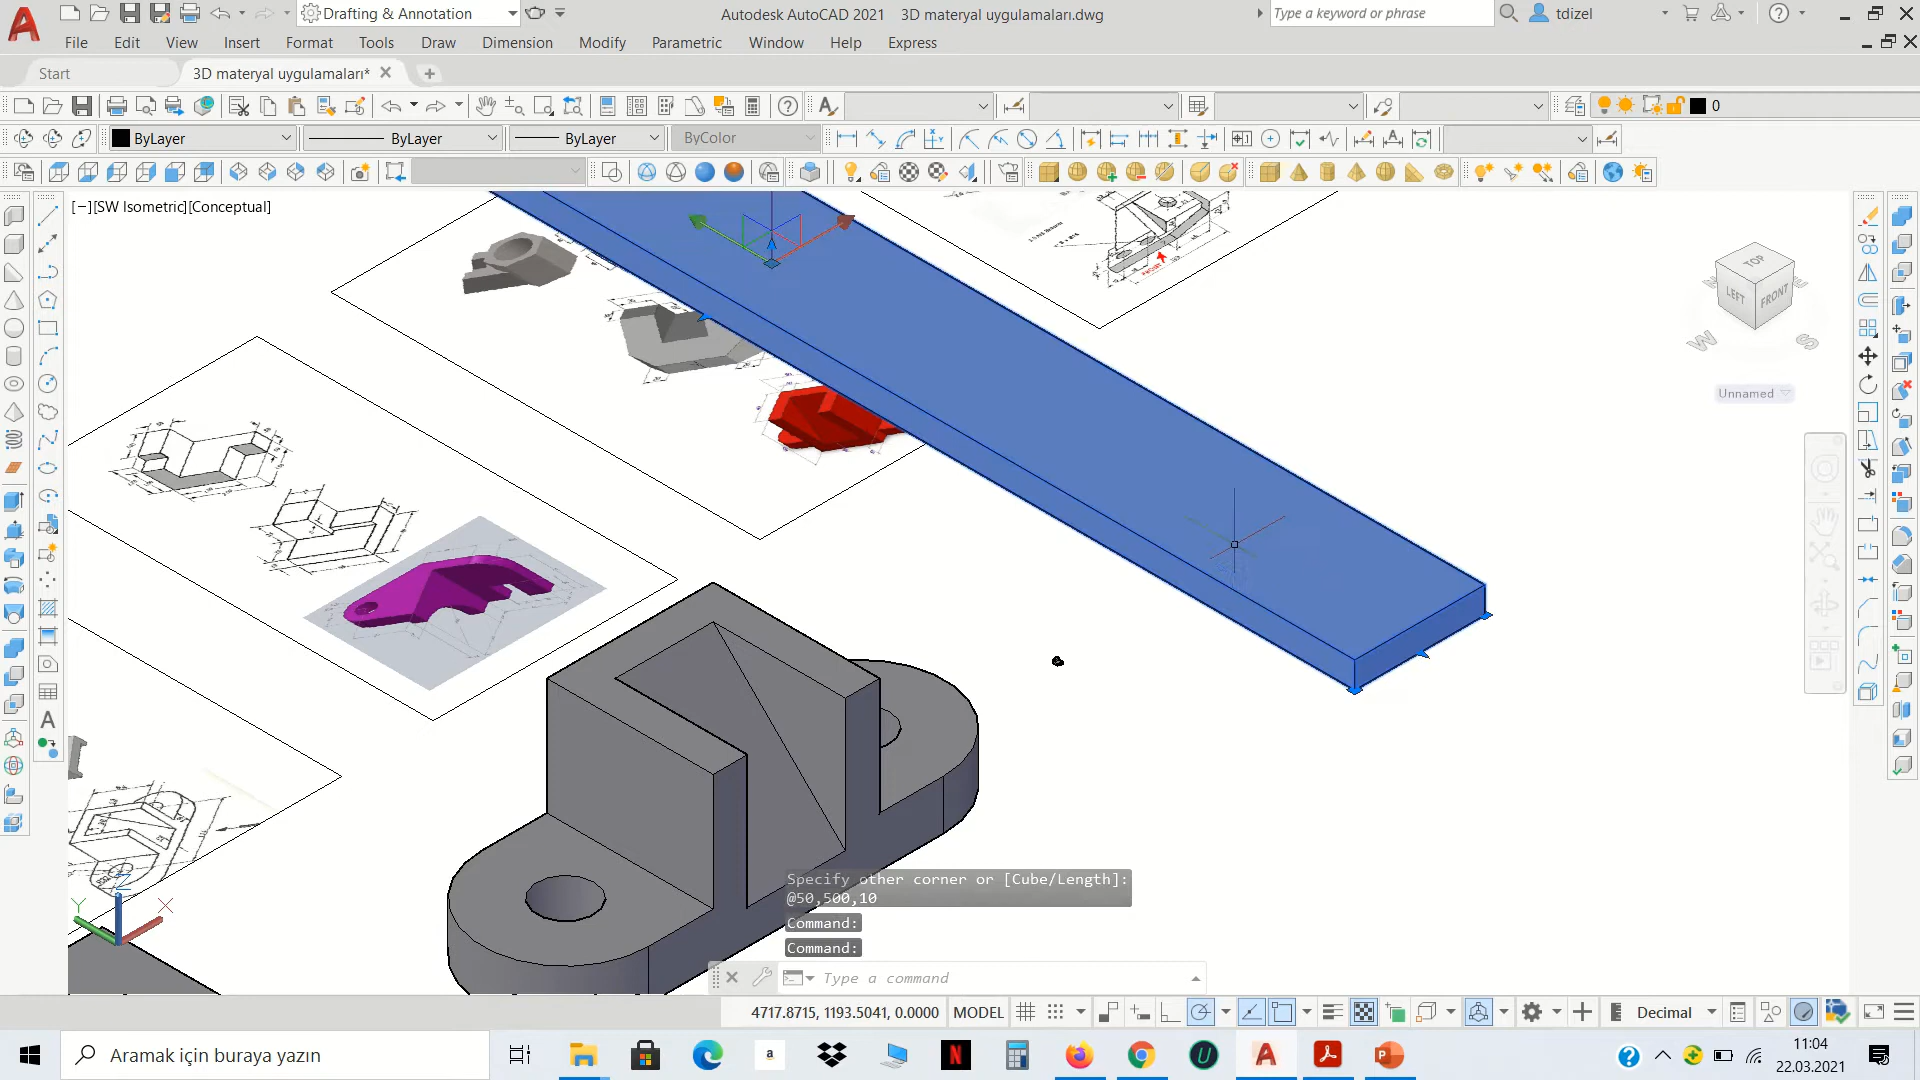 Drafting & Annotation
Autodesk AutoCAD 2021 3D materyal uygulamaları.dwg
Type a keyword or phrase
tdizel
File Edit View Insert Format Tools Draw Dimension Modify Parametric Window Help Express
Start
3D materyal uygulamaları*
0
ByLayer
ByLayer
ByLayer
ByColor
[−][SW Isometric][Conceptual]
TOP
LEFT
FRONT
W
S
Unnamed
Z
Y
X
Specify other corner or [Cube/Length]:
@50,500,10
Command:
Command:
Type a command
4717.8715, 1193.5041, 0.0000 MODEL
Decimal
Aramak için buraya yazın
11:04
22.03.2021